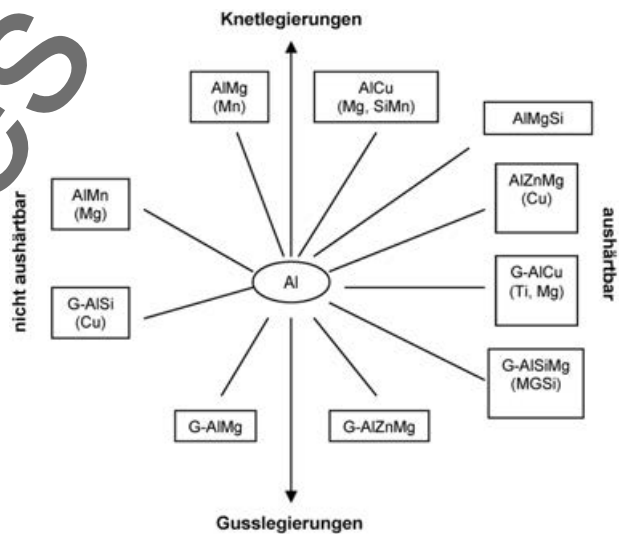 Knetlegierungen
AlMg
(Mn)
AlCu
(Mg, SiMn)
AlMgSi
AlMn
(Mg)
AlZnMg
(Cu)
nicht aushärtbar
Al
aushärtbar
G-AlSi
(Cu)
G-AlCu
(Ti, Mg)
G-AlSiMg
(MGSi)
G-AlMg
G-AlZnMg
Gusslegierungen